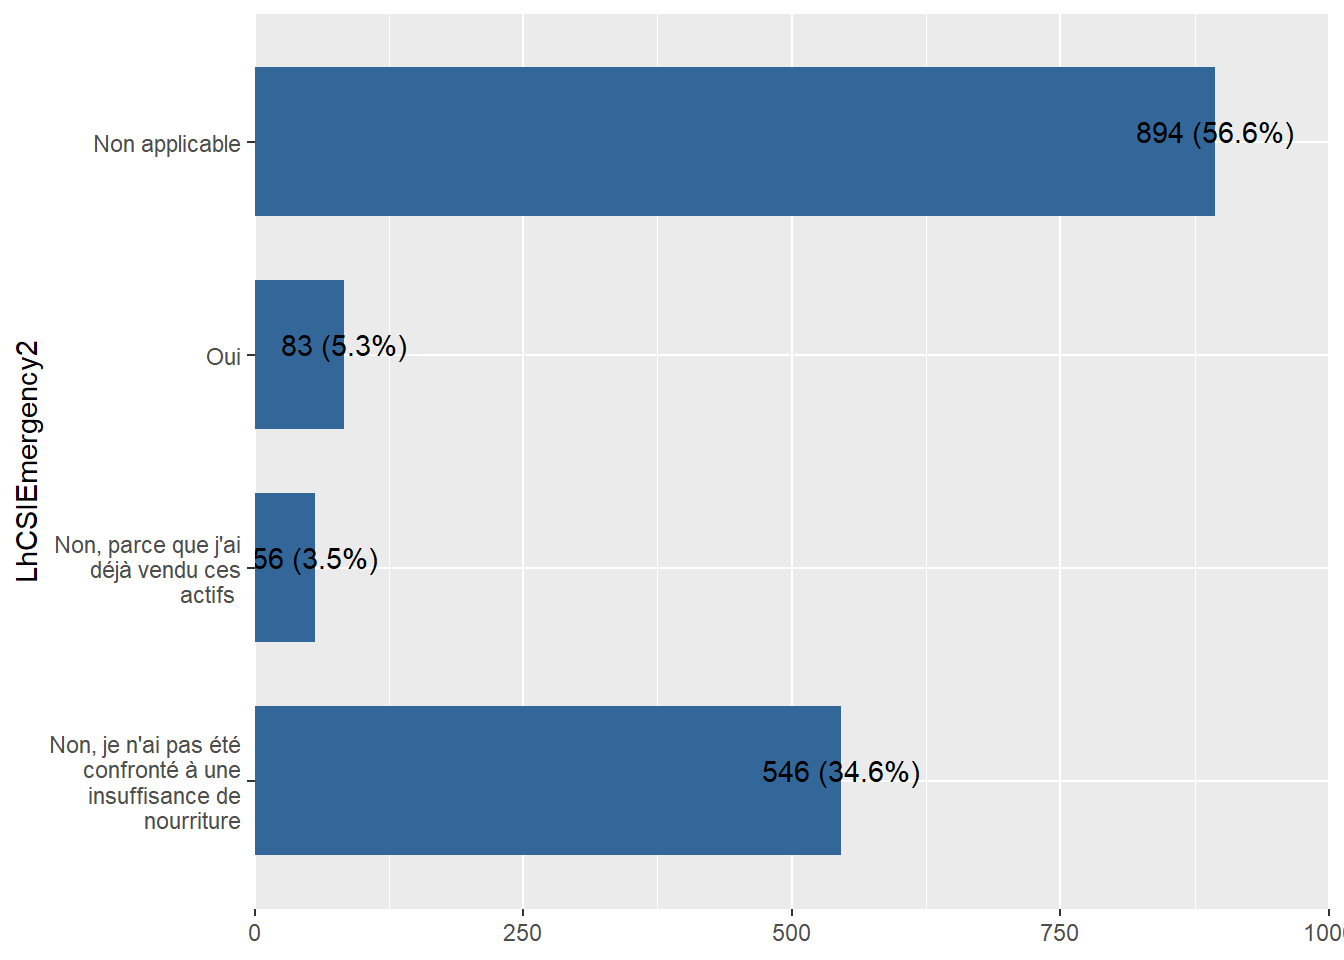 LhCSIEmergency2
Non applicable
894 (56.6%)
Oui
83 (5.3%)
Non, parce que j'ai
déjà vendu ces
actifs
56 (3.5%)
Non, je n'ai pas été
confronté à une
insuffisance de
nourriture
546 (34.6%)
0
250
500
750
1000